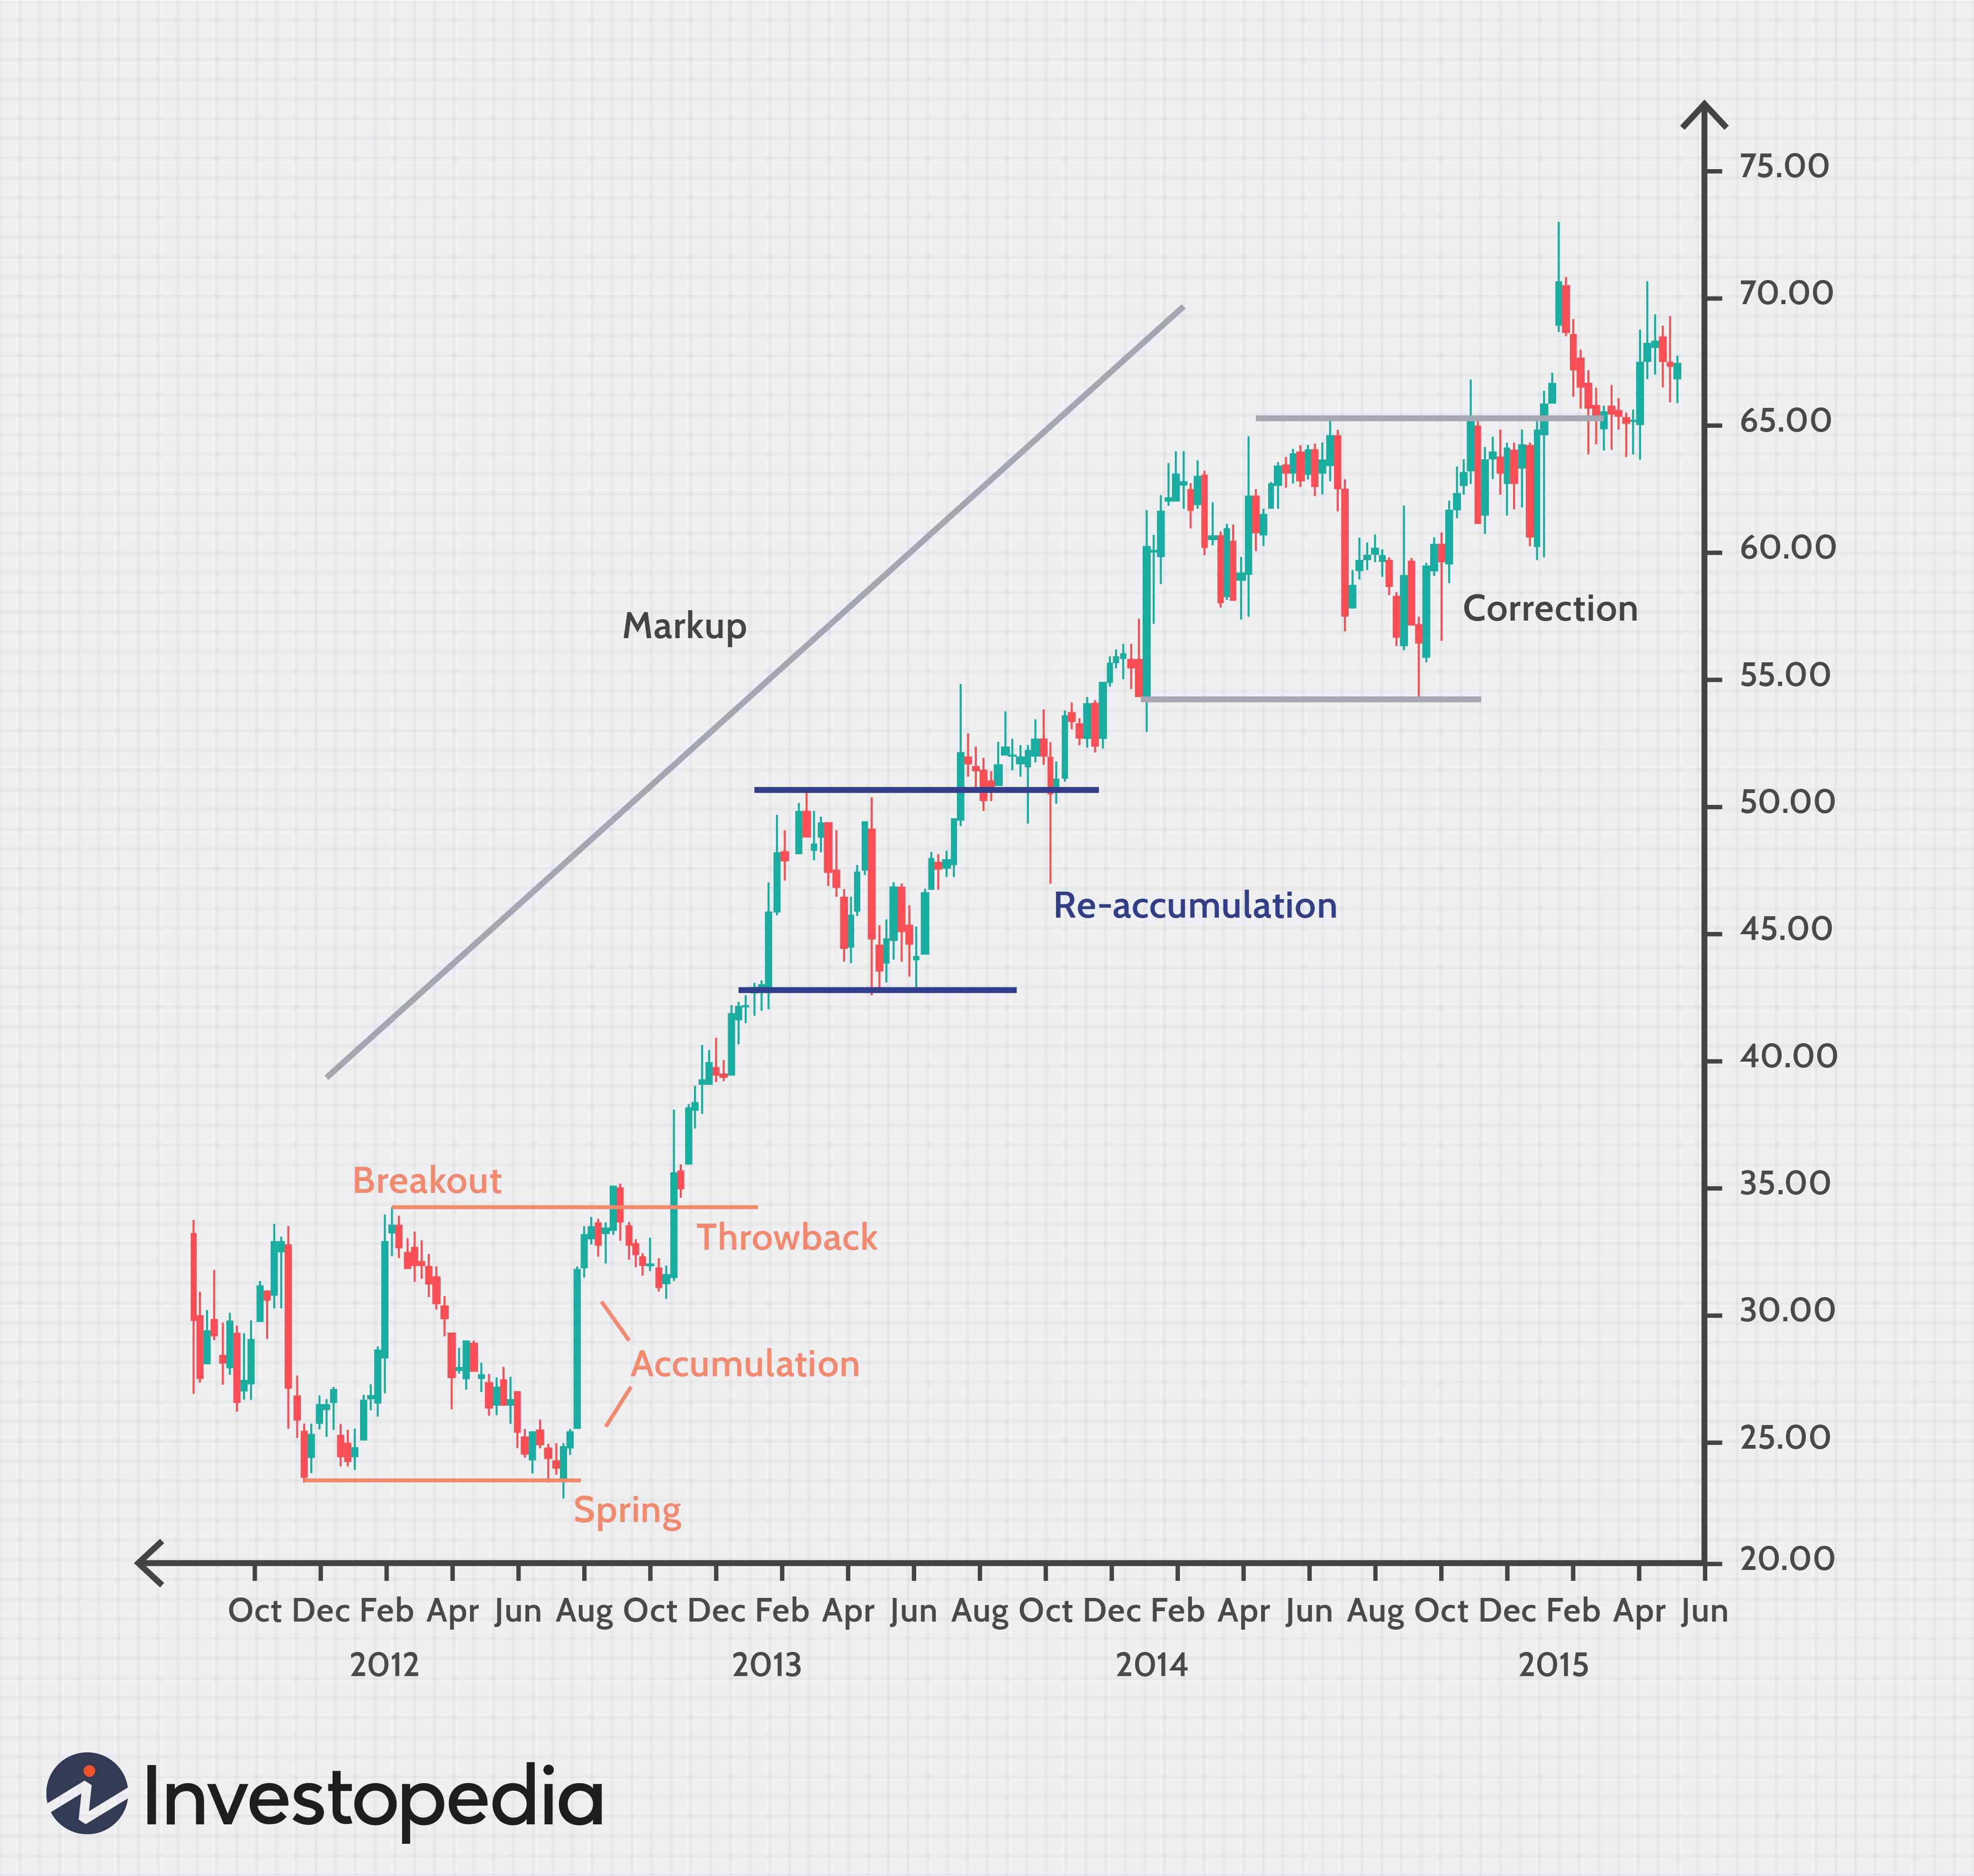 75.00
70.00
65.00
60.00
Correction
Markup
55.00
50.00
Re-accumulation
45.00
40.00
Breakout
35.00
Throwback
30.00
Accumulation
25.00
Spring
20.00
Oct Dec Feb Apr Jun Aug Oct Dec Feb Apr Jun Aug Oct Dec Feb Apr Jun Aug Oct Dec Feb Apr Jun
2012 2013 2014 2015
Investopedia